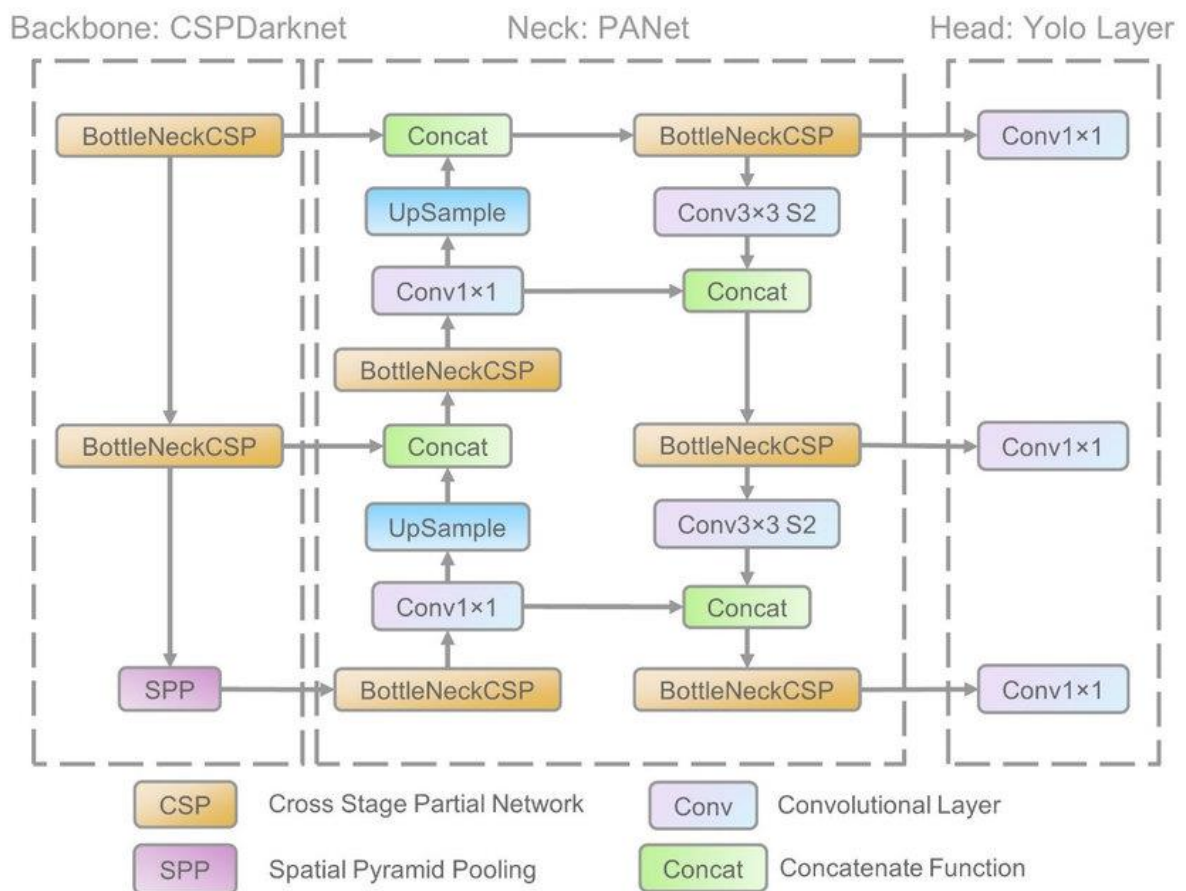 Backbone: CSPDarknet
Neck: PANet
Head: Yolo Layer
BottleNeckCSP
Concat
BottleNeckCSP
Conv1×1
UpSample
Conv3×3 S2
Conv1×1
Concat
BottleNeckCSP
BottleNeckCSP
Concat
BottleNeckCSP
Conv1×1
UpSample
Conv3×3 S2
Conv1×1
Concat
SPP
BottleNeckCSP
BottleNeckCSP
Conv1×1
CSP
Cross Stage Partial Network
Conv
Convolutional Layer
SPP
Spatial Pyramid Pooling
Concat
Concatenate Function